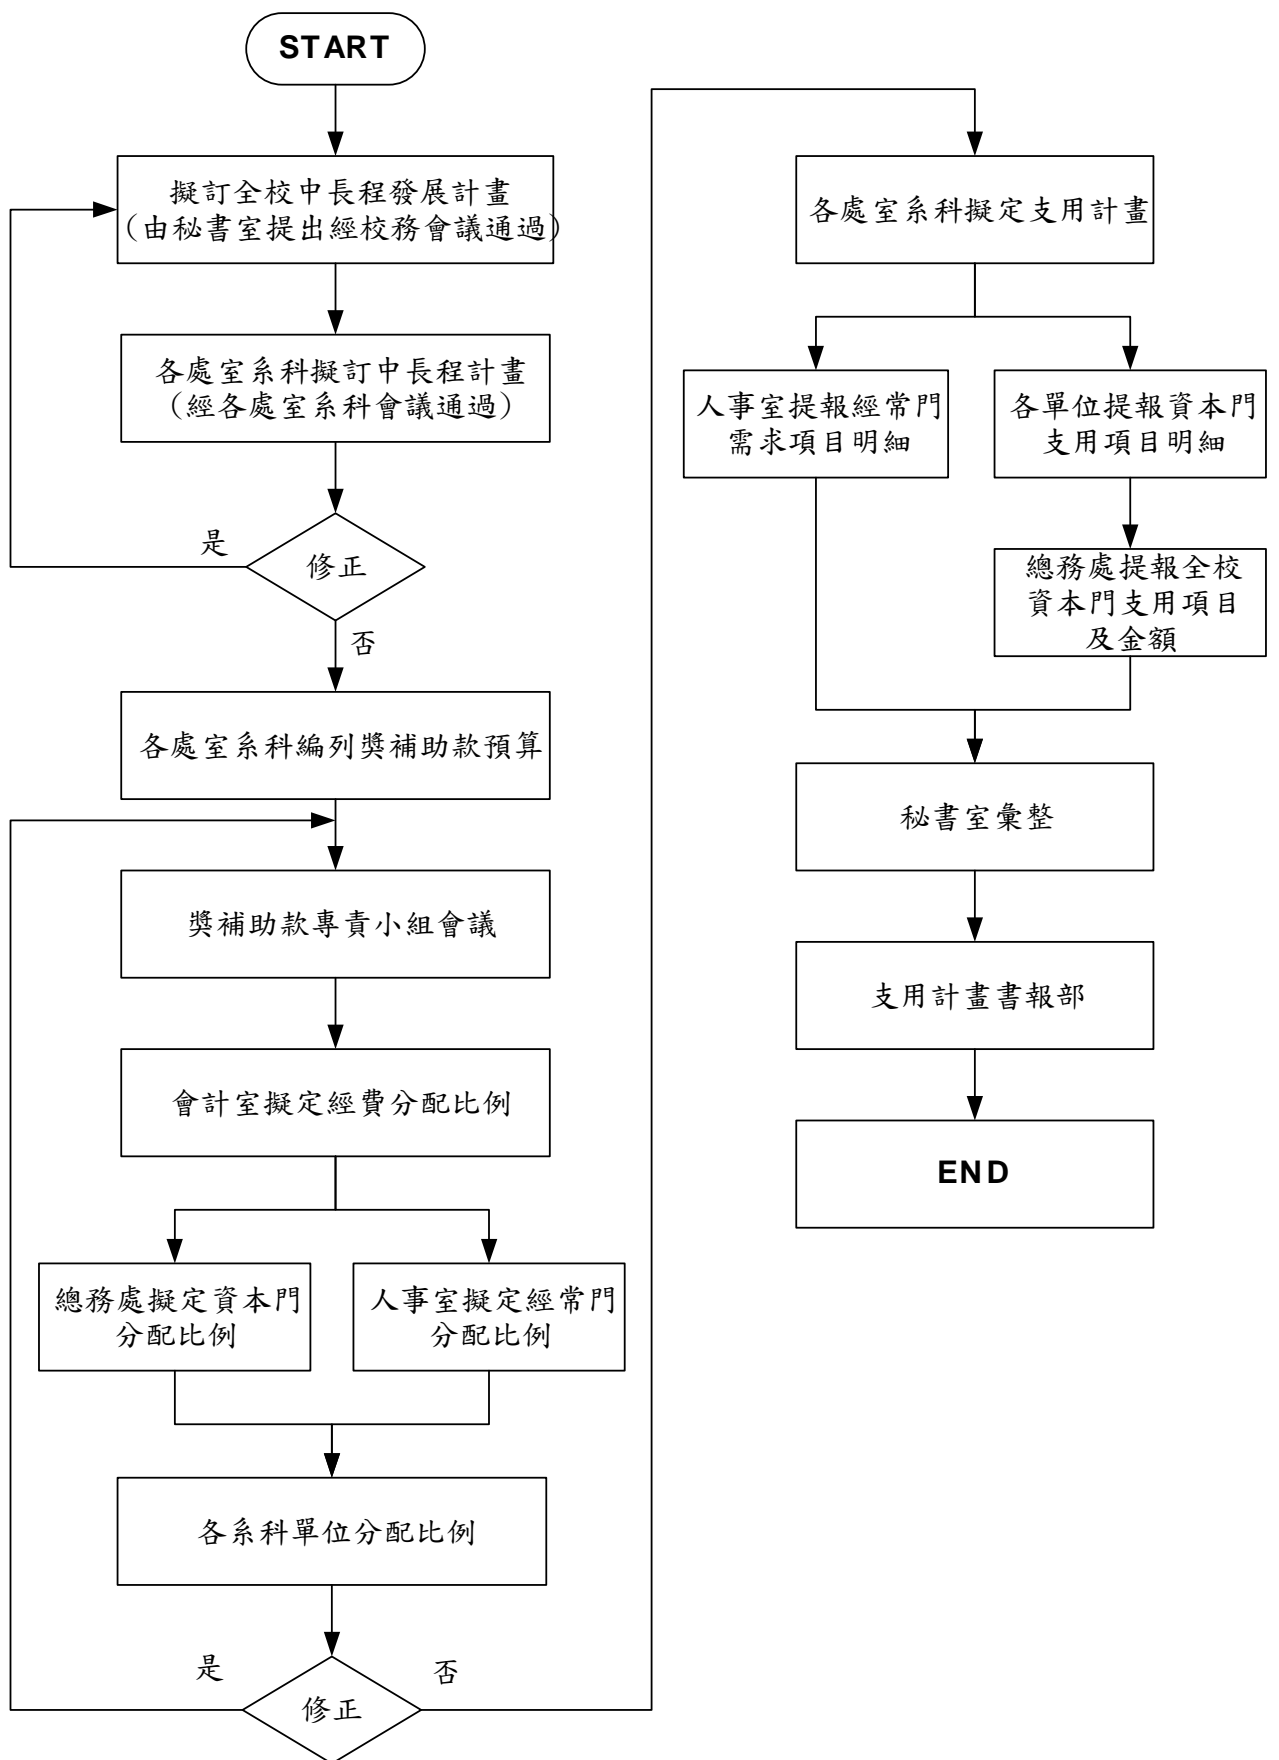 START
擬訂全校中長程發展計畫
（由秘書室提出經校務會議通過）
各處室系科擬訂中長程計畫
（經各處室系科會議通過）
是
修正
否
各處室系科編列獎補助款預算
獎補助款專責小組會議
會計室擬定經費分配比例
總務處擬定資本門
分配比例
人事室擬定經常門
分配比例
各系科單位分配比例
是
否
修正
各處室系科擬定支用計畫
人事室提報經常門
需求項目明細
各單位提報資本門
支用項目明細
總務處提報全校
資本門支用項目
及金額
秘書室彙整
支用計畫書報部
END